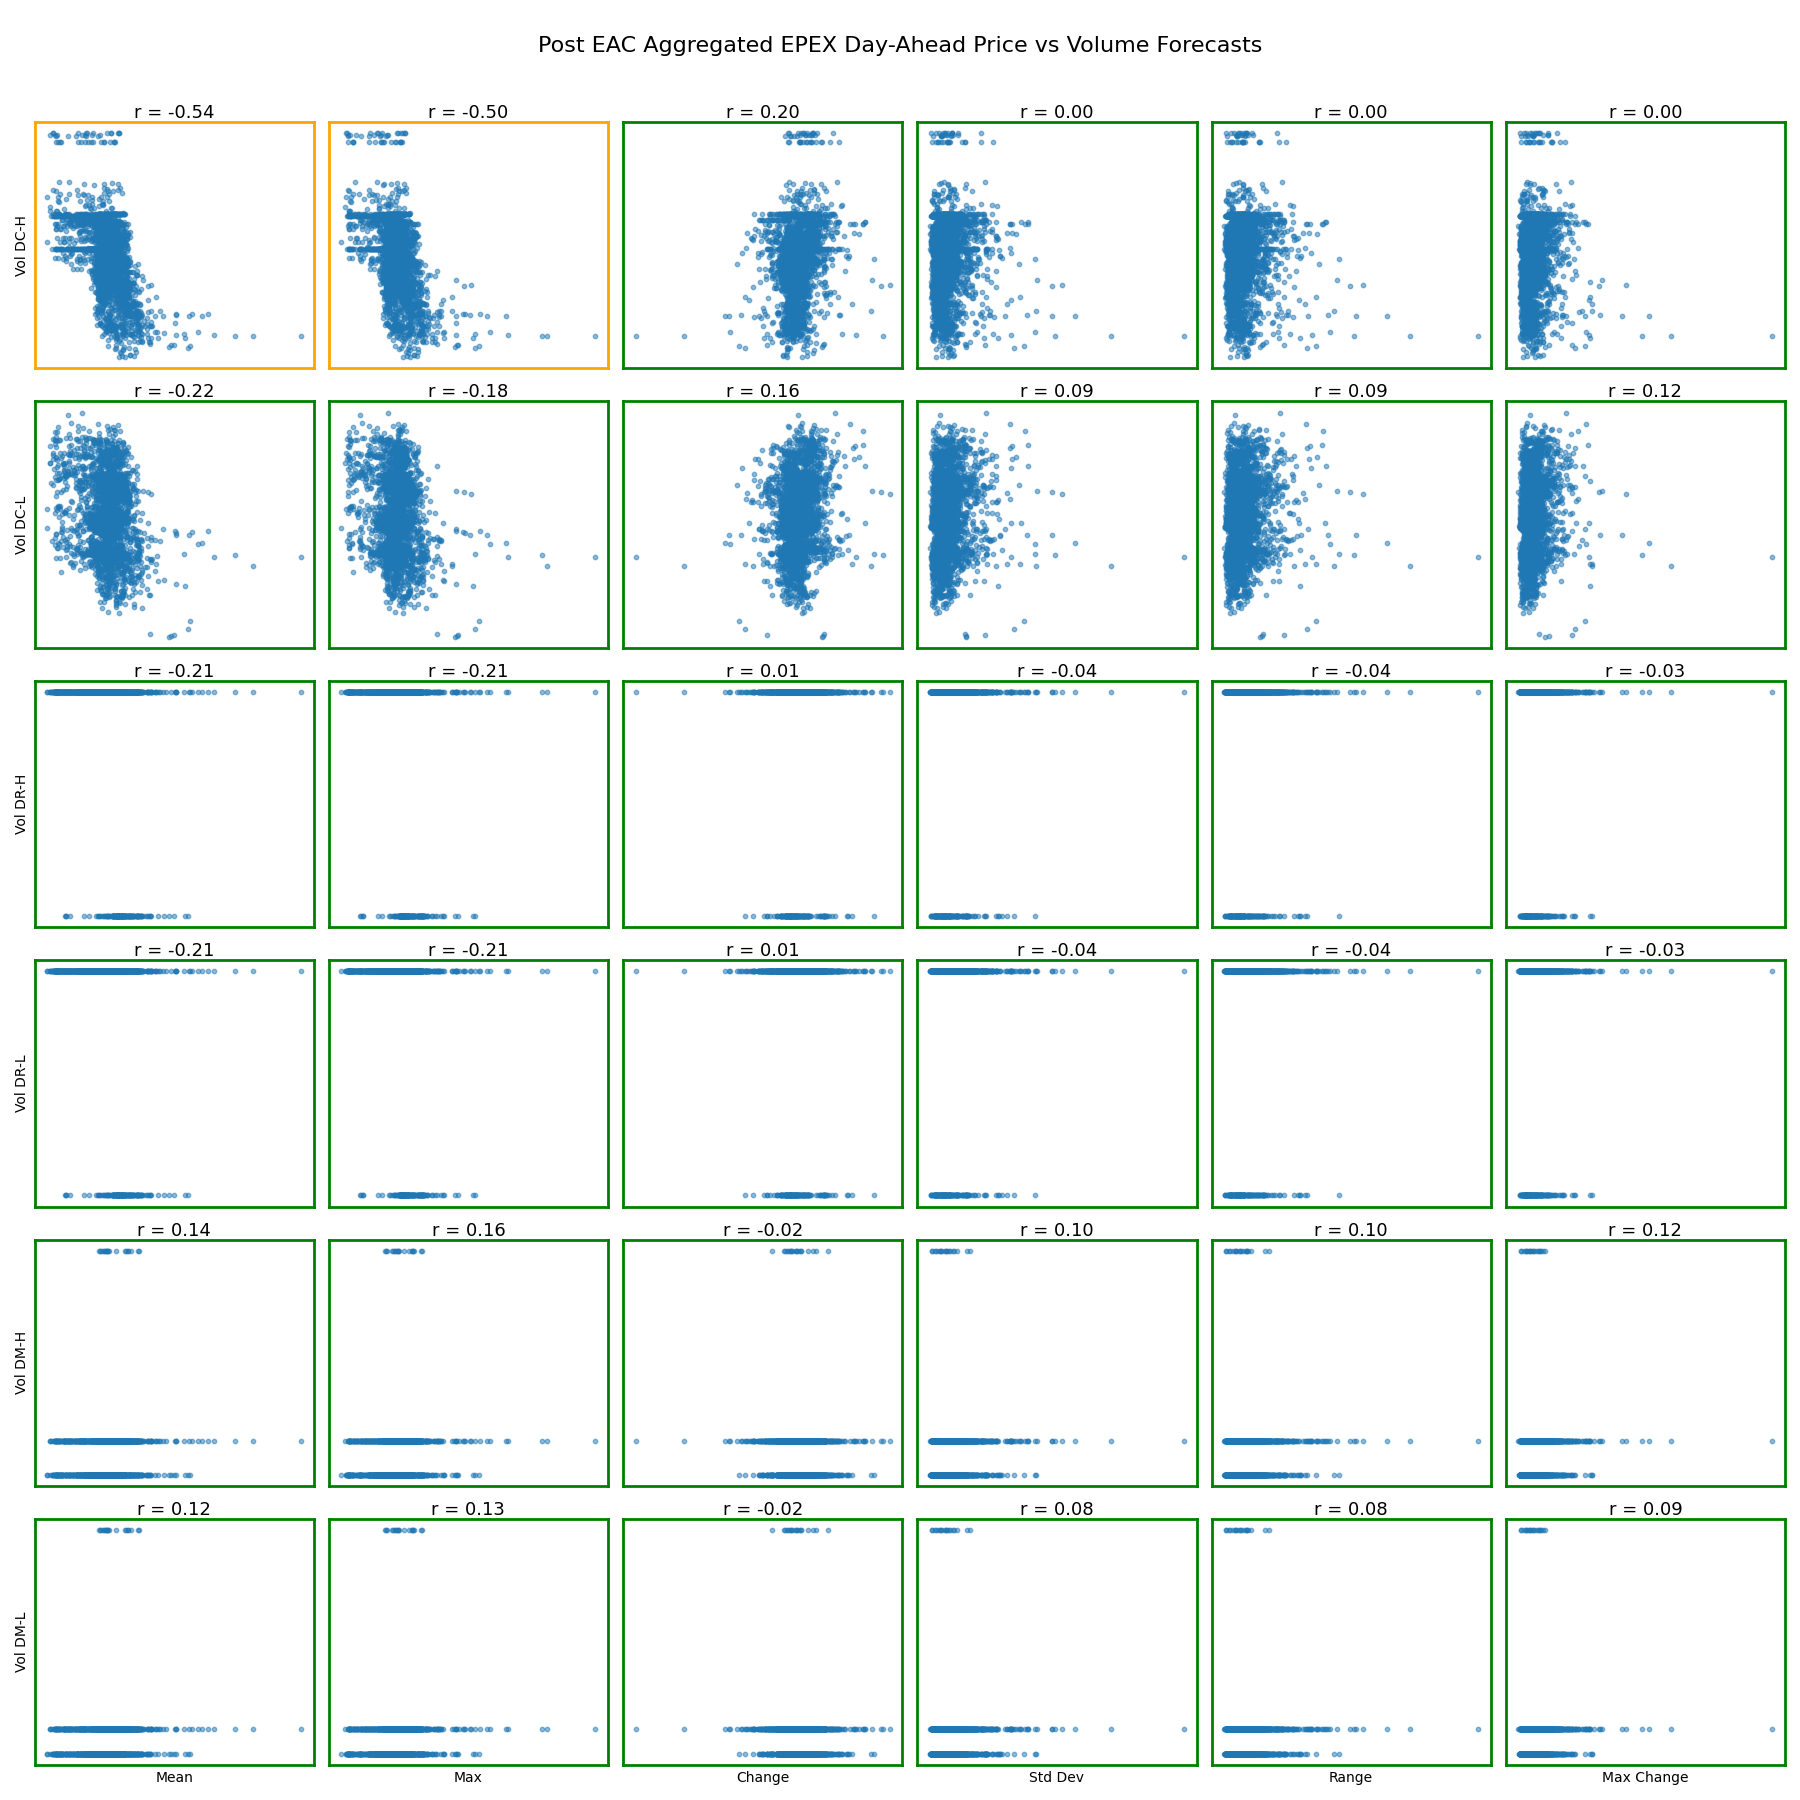 Post EAC Aggregated EPEX Day-Ahead Price vs Volume Forecasts
r = -0.54
r = -0.50
r = 0.20
r = 0.00
r = 0.00
r = 0.00
Vol DC-H
r = -0.22
r = -0.18
r = 0.16
r = 0.09
r = 0.09
r = 0.12
Vol DC-L
r = -0.21
r = -0.21
r = 0.01
r = -0.04
r = -0.04
r = -0.03
Vol DR-H
r = -0.21
r = -0.21
r = 0.01
r = -0.04
r = -0.04
r = -0.03
Vol DR-L
r = 0.14
r = 0.16
r = -0.02
r = 0.10
r = 0.10
r = 0.12
Vol DM-H
r = 0.12
r = 0.13
r = -0.02
r = 0.08
r = 0.08
r = 0.09
Vol DM-L
Mean
Max
Change
Std Dev
Range
Max Change